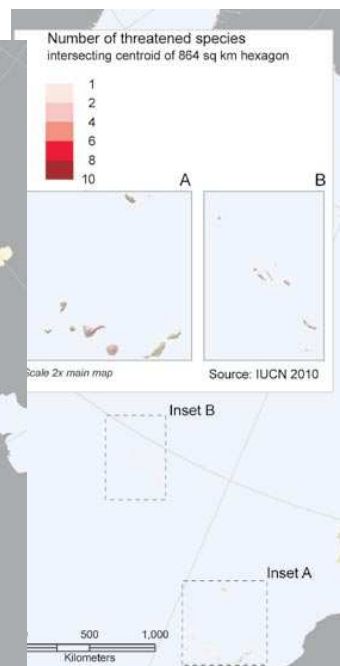 Number of threatened species
intersecting centroid of 864 sq km hexagon
1
2
4
6
8
10
A
B
Scale 2x main map
Source: IUCN 2010
Inset B
Inset A
500
1,000
Kilometers